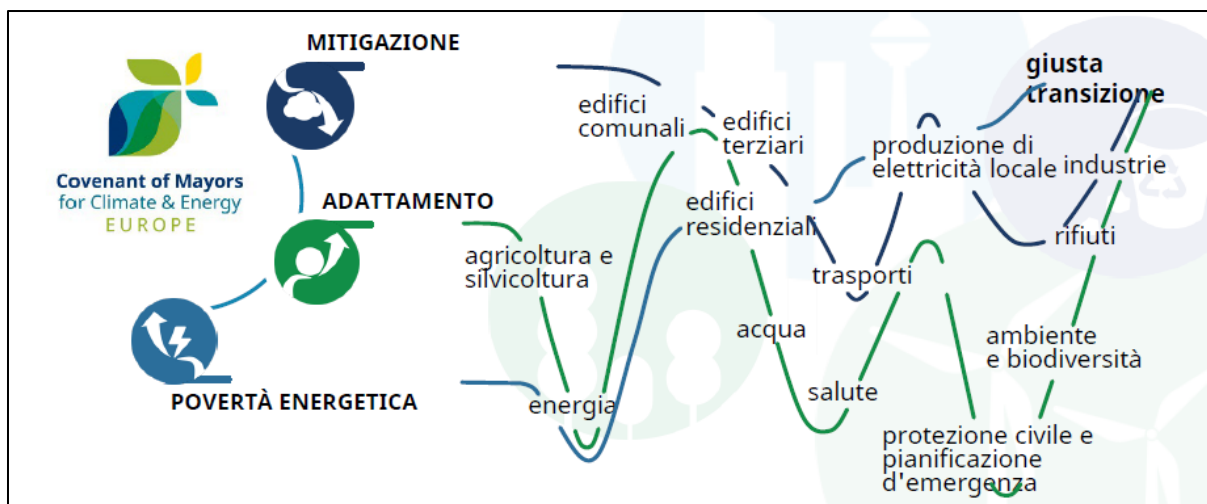 MITIGAZIONE
Covenant of Mayors
for Climate & Energy
EUROPE
ADATTAMENTO
POVERTÀ ENERGETICA
agricoltura e
silvicoltura
energia
edifici
comunali
edifici
terziari
edifici
residenziali
acqua
trasporti
salute
produzione di
elettricità locale
giusta
transizione
industrie
rifiuti
ambiente
e biodiversità
protezione civile e
pianificazione
d'emergenza